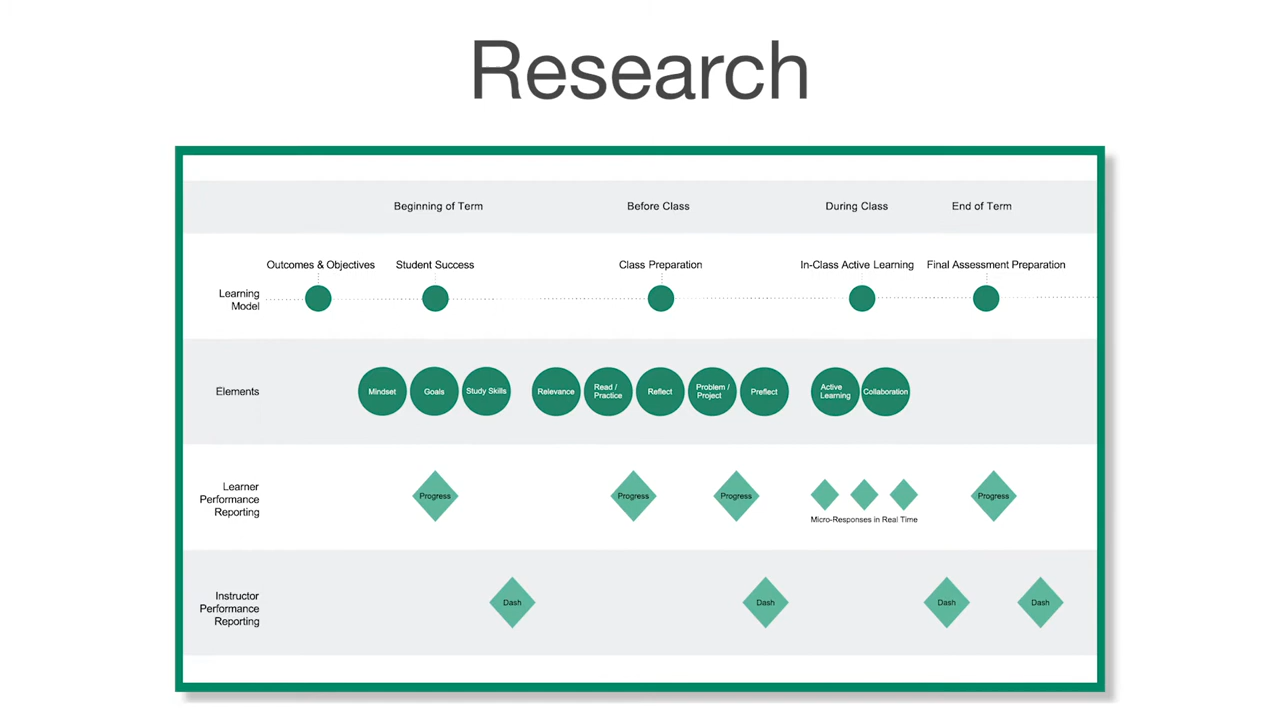 Research
Beginning of Term
Before Class
During Class
End of Term
Outcomes & Objectives
Student Success
Class Preparation
In-Class Active Learning
Final Assessment Preparation
Learning
Model
Elements
Mindset
Goals
Study Skills
Relevance
Read /
Practice
Reflect
Problem /
Project
Preflect
Active
Learning
Collaboration
Learner
Performance
Reporting
Progress
Progress
Progress
Micro-Responses in Real Time
Progress
Instructor
Performance
Reporting
Dash
Dash
Dash
Dash